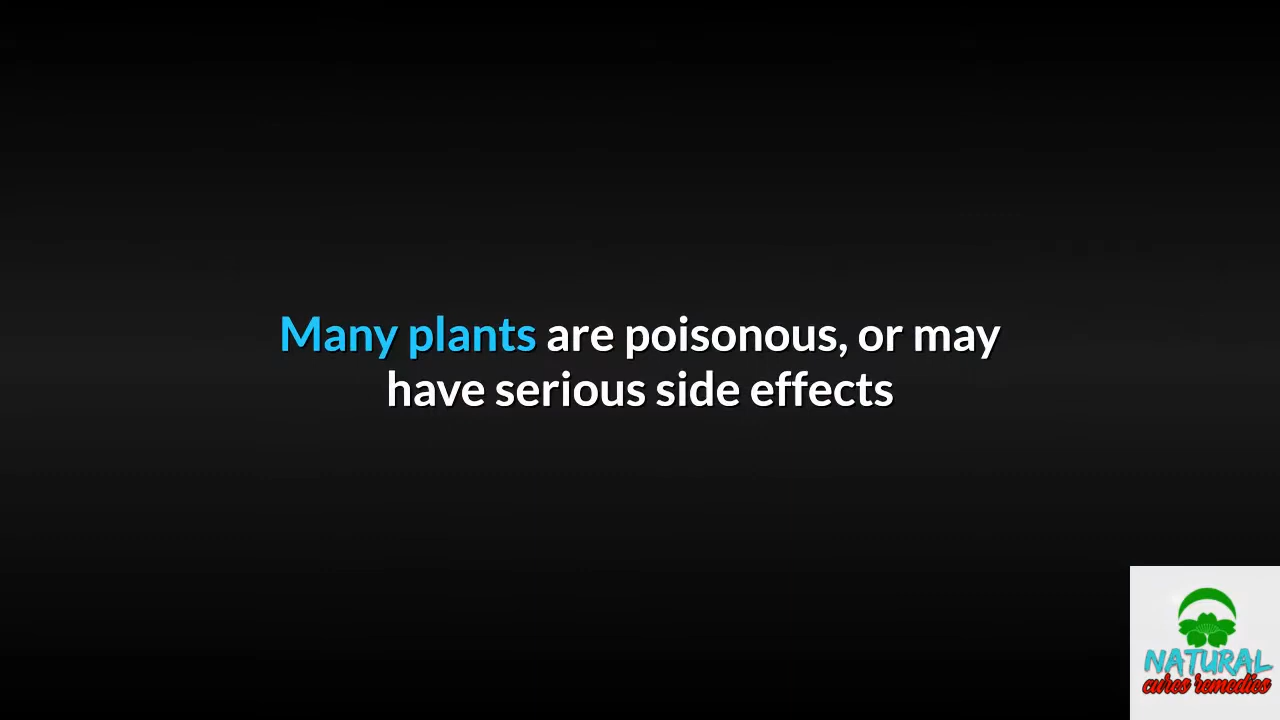 Many plants are poisonous, or may
have serious side effects
NATURAL
cures remedies